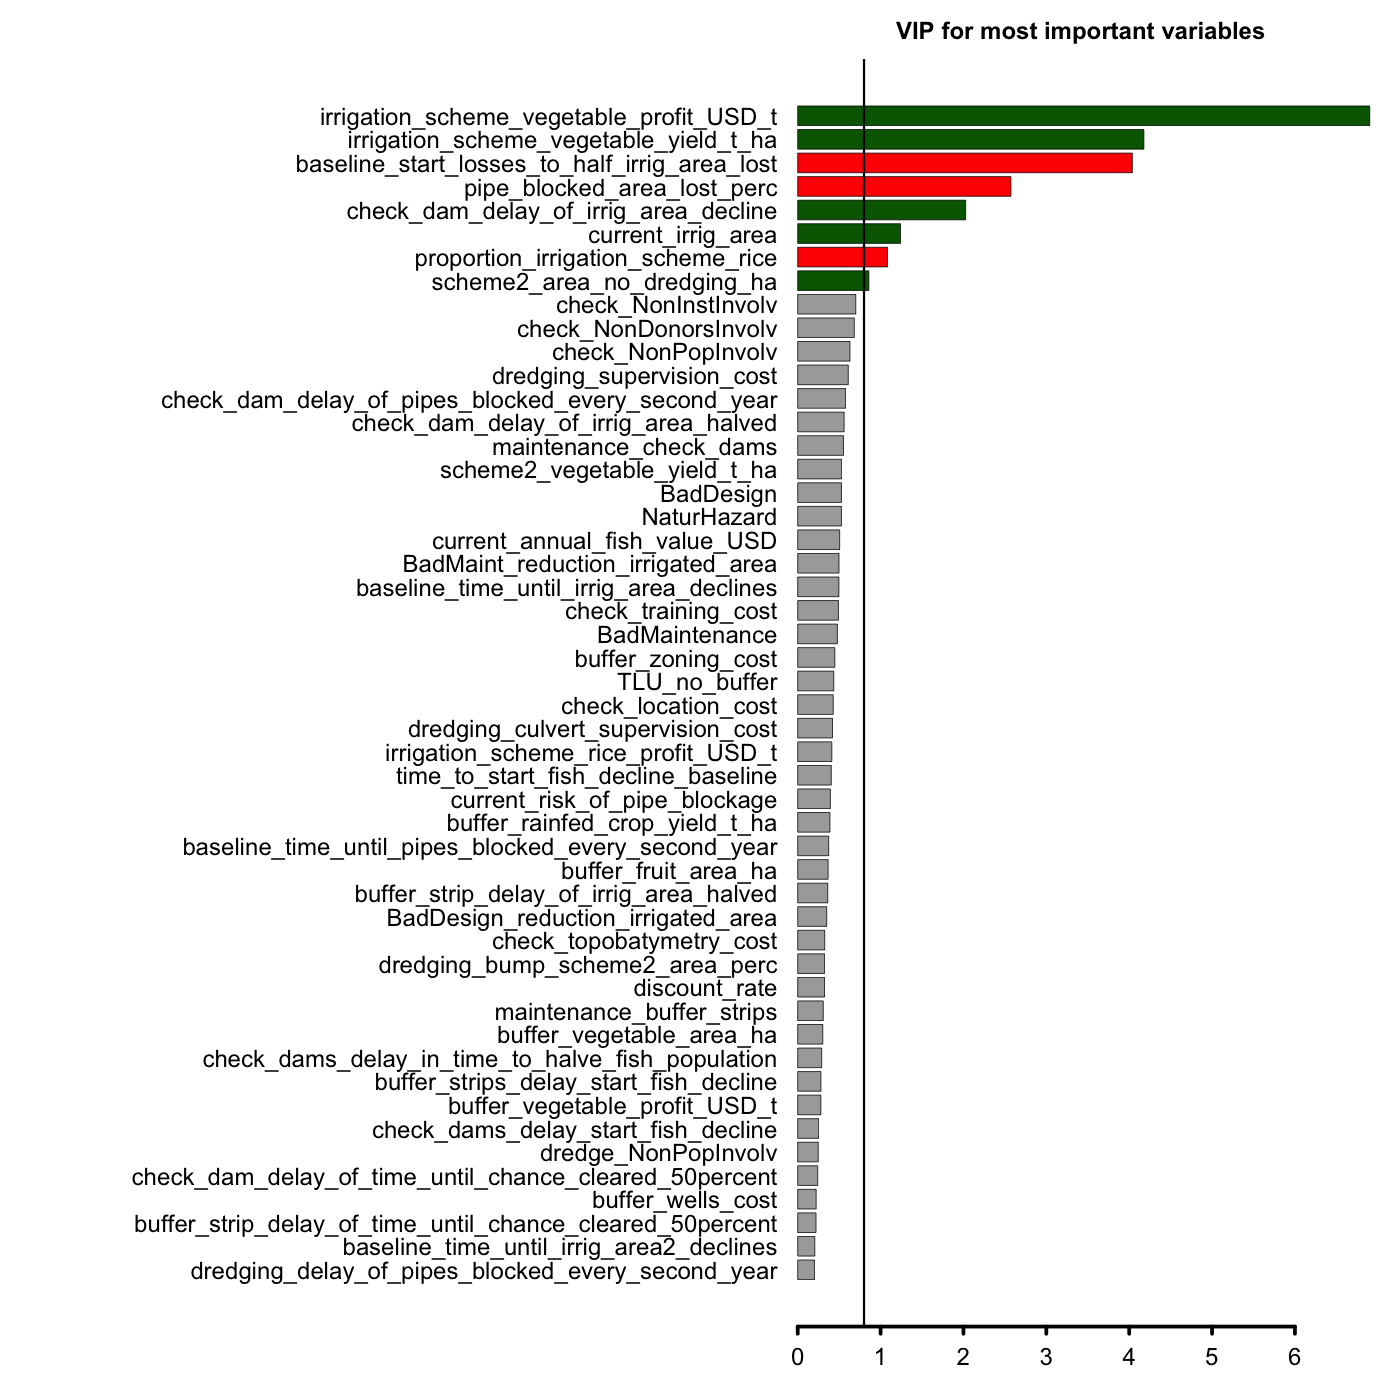 VIP for most important variables
irrigation_scheme_vegetable_profit_USD_t
irrigation_scheme_vegetable_yield_t_ha
baseline_start_losses_to_half_irrig_area_lost
pipe_blocked_area_lost_perc
check_dam_delay_of_irrig_area_decline
current_irrig_area
proportion_irrigation_scheme_rice
scheme2_area_no_dredging_ha
check_NonInstInvolv
check_NonDonorsInvolv
check_NonPopInvolv
dredging_supervision_cost
check_dam_delay_of_pipes_blocked_every_second_year
check_dam_delay_of_irrig_area_halved
maintenance_check_dams
scheme2_vegetable_yield_t_ha
BadDesign
NaturHazard
current_annual_fish_value_USD
BadMaint_reduction_irrigated_area
baseline_time_until_irrig_area_declines
check_training_cost
BadMaintenance
buffer_zoning_cost
TLU_no_buffer
check_location_cost
dredging_culvert_supervision_cost
irrigation_scheme_rice_profit_USD_t
time_to_start_fish_decline_baseline
current_risk_of_pipe_blockage
buffer_rainfed_crop_yield_t_ha
baseline_time_until_pipes_blocked_every_second_year
buffer_fruit_area_ha
buffer_strip_delay_of_irrig_area_halved
BadDesign_reduction_irrigated_area
check_topobatymetry_cost
dredging_bump_scheme2_area_perc
discount_rate
maintenance_buffer_strips
buffer_vegetable_area_ha
check_dams_delay_in_time_to_halve_fish_population
buffer_strips_delay_start_fish_decline
buffer_vegetable_profit_USD_t
check_dams_delay_start_fish_decline
dredge_NonPopInvolv
check_dam_delay_of_time_until_chance_cleared_50percent
buffer_wells_cost
buffer_strip_delay_of_time_until_chance_cleared_50percent
baseline_time_until_irrig_area2_declines
dredging_delay_of_pipes_blocked_every_second_year
0 1 2 3 4 5 6